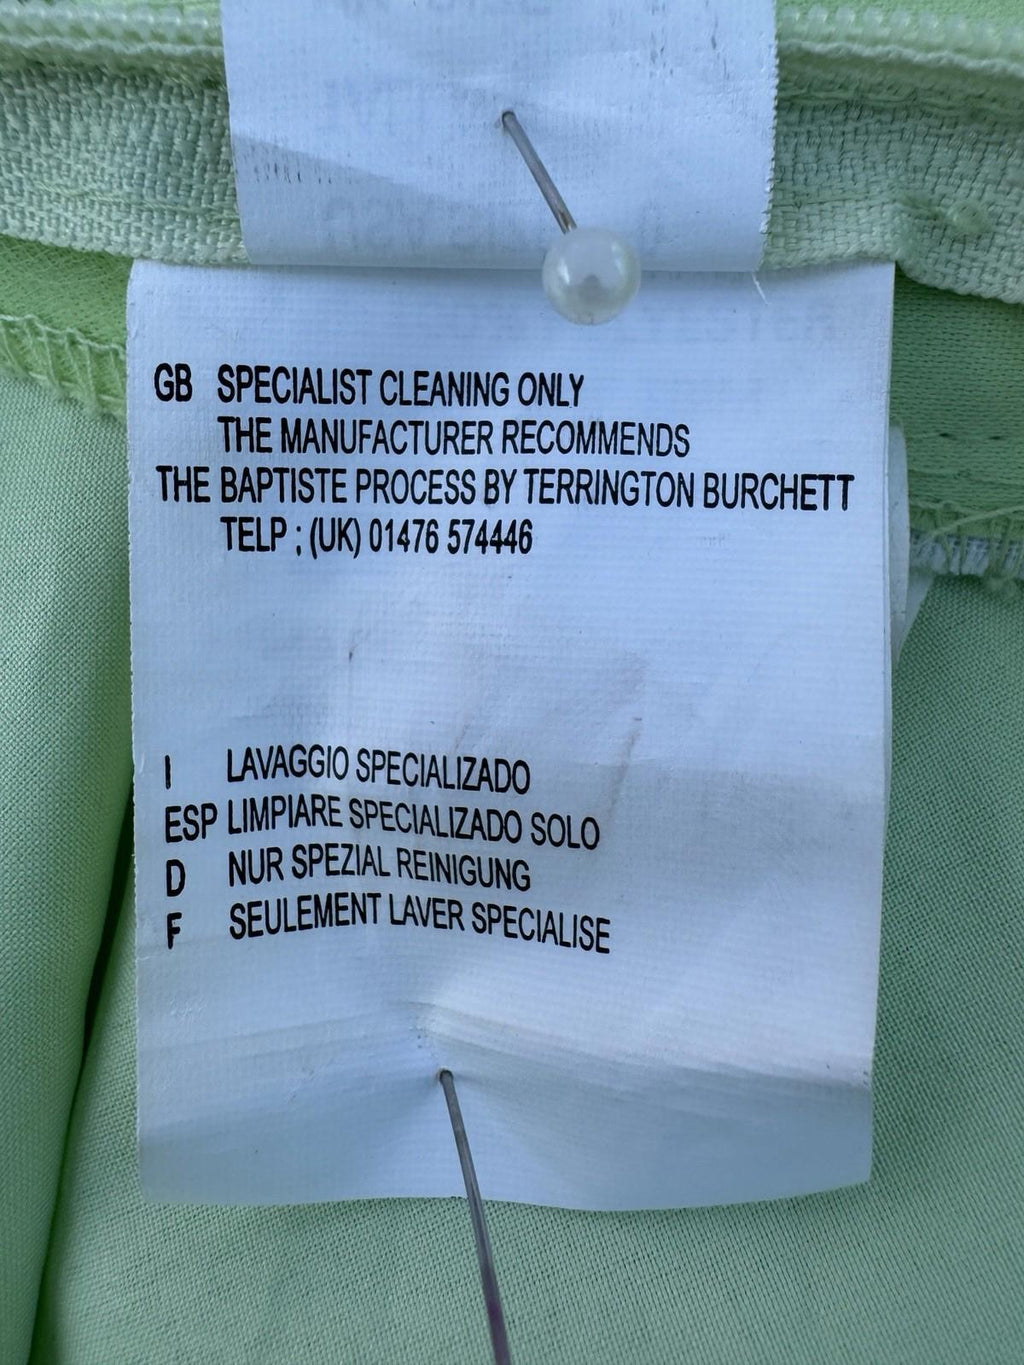 GB SPECIALIST CLEANING ONLY
THE MANUFACTURER RECOMMENDS
THE BAPTISTE PROCESS BY TERRINGTON BURCHETT
TELP ; (UK) 01476 574446
I LAVAGGIO SPECIALIZADO
ESP LIMPIARE SPECIALIZADO SOLO
D NUR SPEZIAL REINIGUNG
F SEULEMENT LAVER SPECIALISE